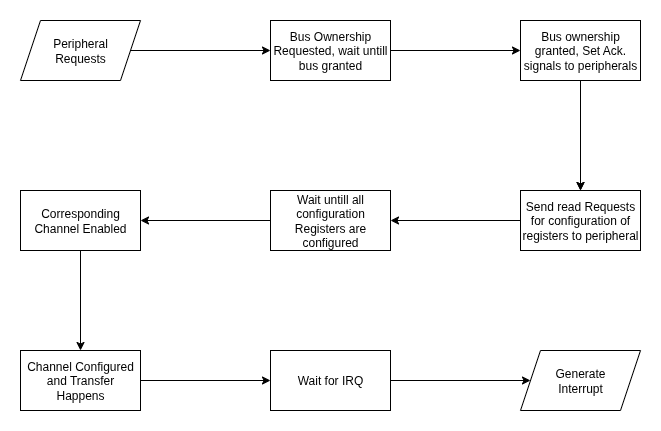 Peripheral
Requests
Bus Ownership
Requested, wait untill
bus granted
Bus ownership
granted, Set Ack.
signals to peripherals
Send read Requests
for configuration of
registers to peripheral
Wait untill all
configuration
Registers are
configured
Corresponding
Channel Enabled
Channel Configured
and Transfer
Happens
Wait for IRQ
Generate
Interrupt